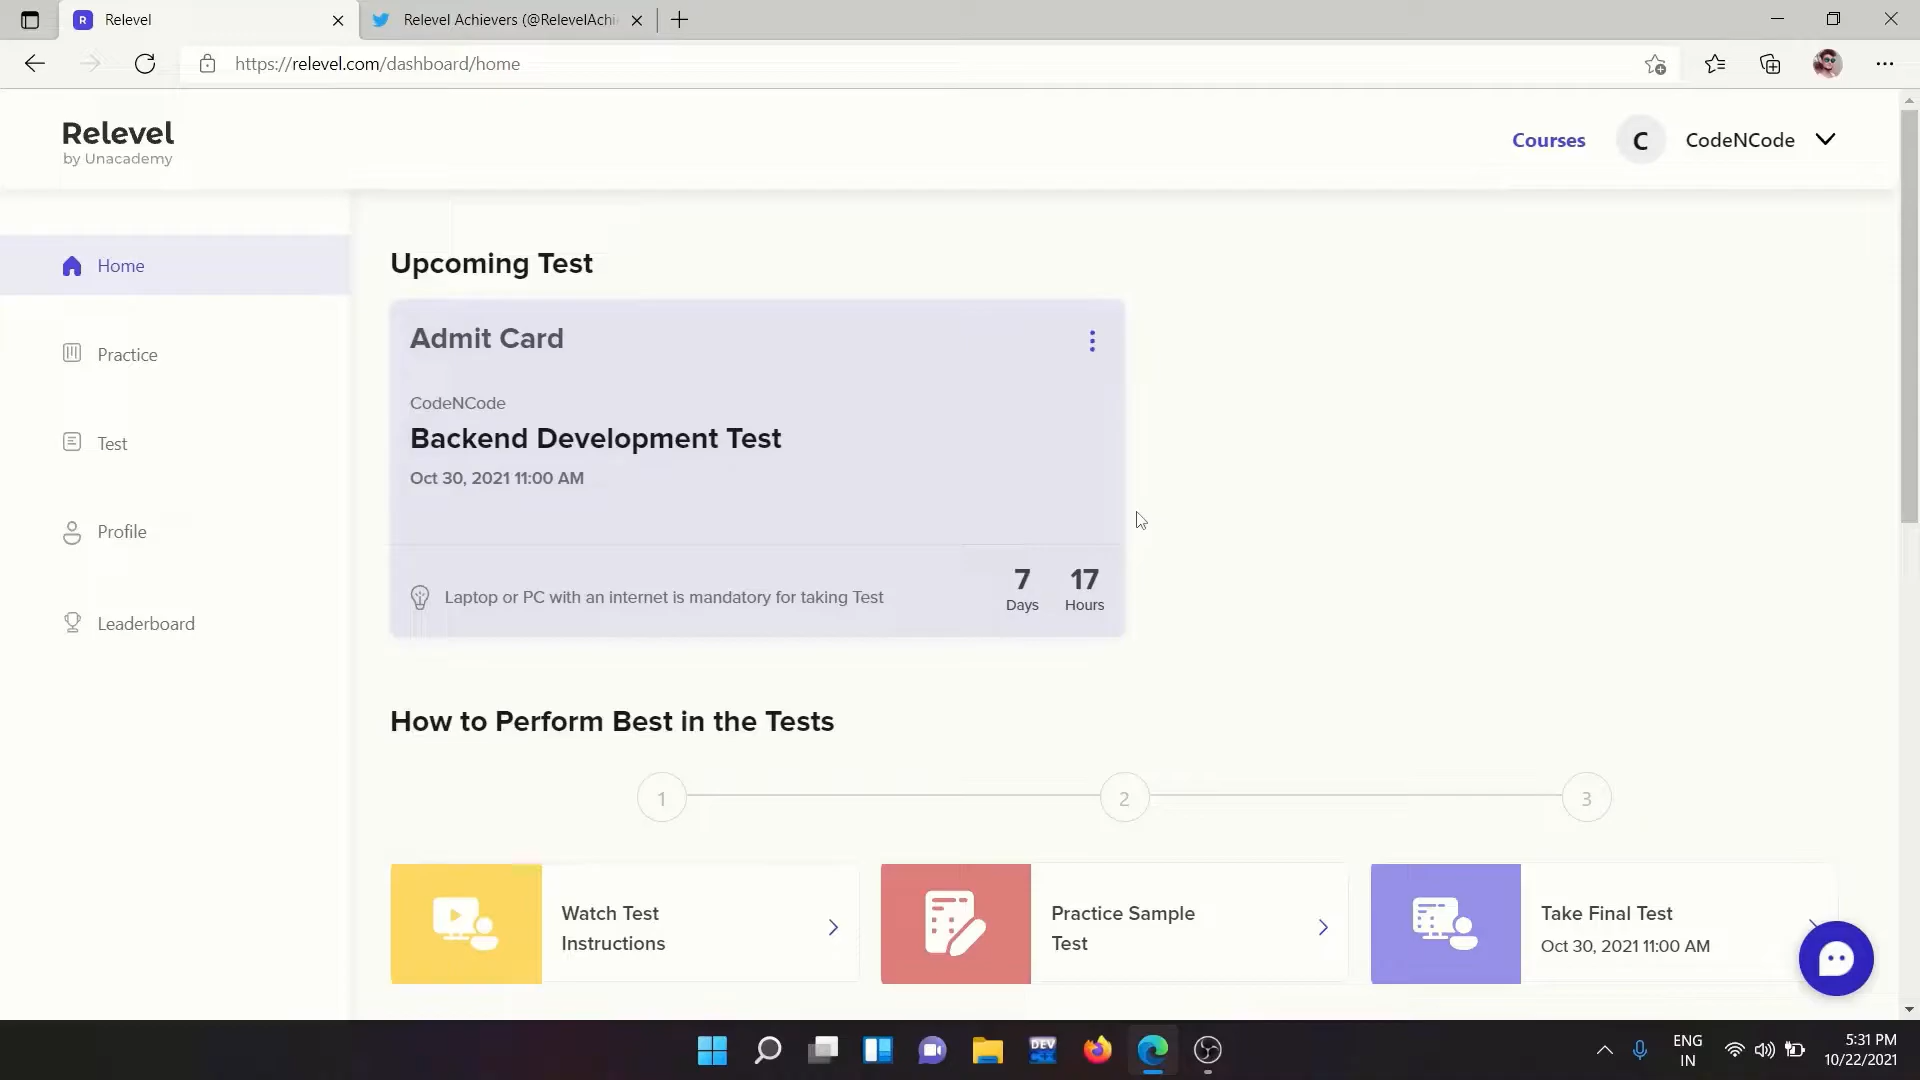 Relevel
Relevel Achievers (@RelevelAchi
https://relevel.com/dashboard/home
Relevel
by Unacademy
Courses
C
CodeNCode
Home
Practice
Test
Profile
Leaderboard
Upcoming Test
Admit Card
CodeNCode
Backend Development Test
Oct 30, 2021 11:00 AM
Laptop or PC with an internet is mandatory for taking Test
7
Days
17
Hours
How to Perform Best in the Tests
1
2
3
Watch Test
Instructions
Practice Sample
Test
Take Final Test
Oct 30, 2021 11:00 AM
DEV
ENG
IN
5:31 PM
10/22/2021